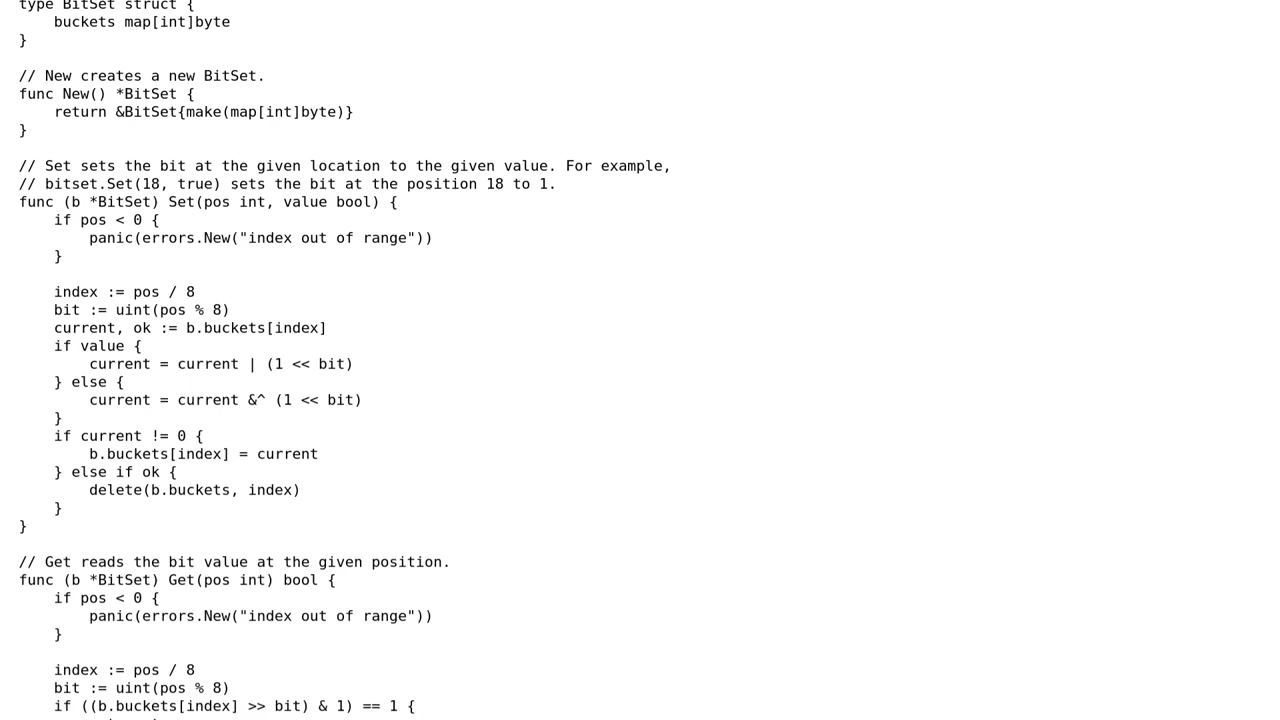 type BitSet struct {
    buckets map[int]byte
}

// New creates a new BitSet.
func New() *BitSet {
    return &BitSet{make(map[int]byte)}
}

// Set sets the bit at the given location to the given value. For example,
// bitset.Set(18, true) sets the bit at the position 18 to 1.
func (b *BitSet) Set(pos int, value bool) {
    if pos < 0 {
        panic(errors.New("index out of range"))
    }

    index := pos / 8
    bit := uint(pos % 8)
    current, ok := b.buckets[index]
    if value {
        current = current | (1 << bit)
    } else {
        current = current &^ (1 << bit)
    }
    if current != 0 {
        b.buckets[index] = current
    } else if ok {
        delete(b.buckets, index)
    }
}

// Get reads the bit value at the given position.
func (b *BitSet) Get(pos int) bool {
    if pos < 0 {
        panic(errors.New("index out of range"))
    }

    index := pos / 8
    bit := uint(pos % 8)
    if ((b.buckets[index] >> bit) & 1) == 1 {